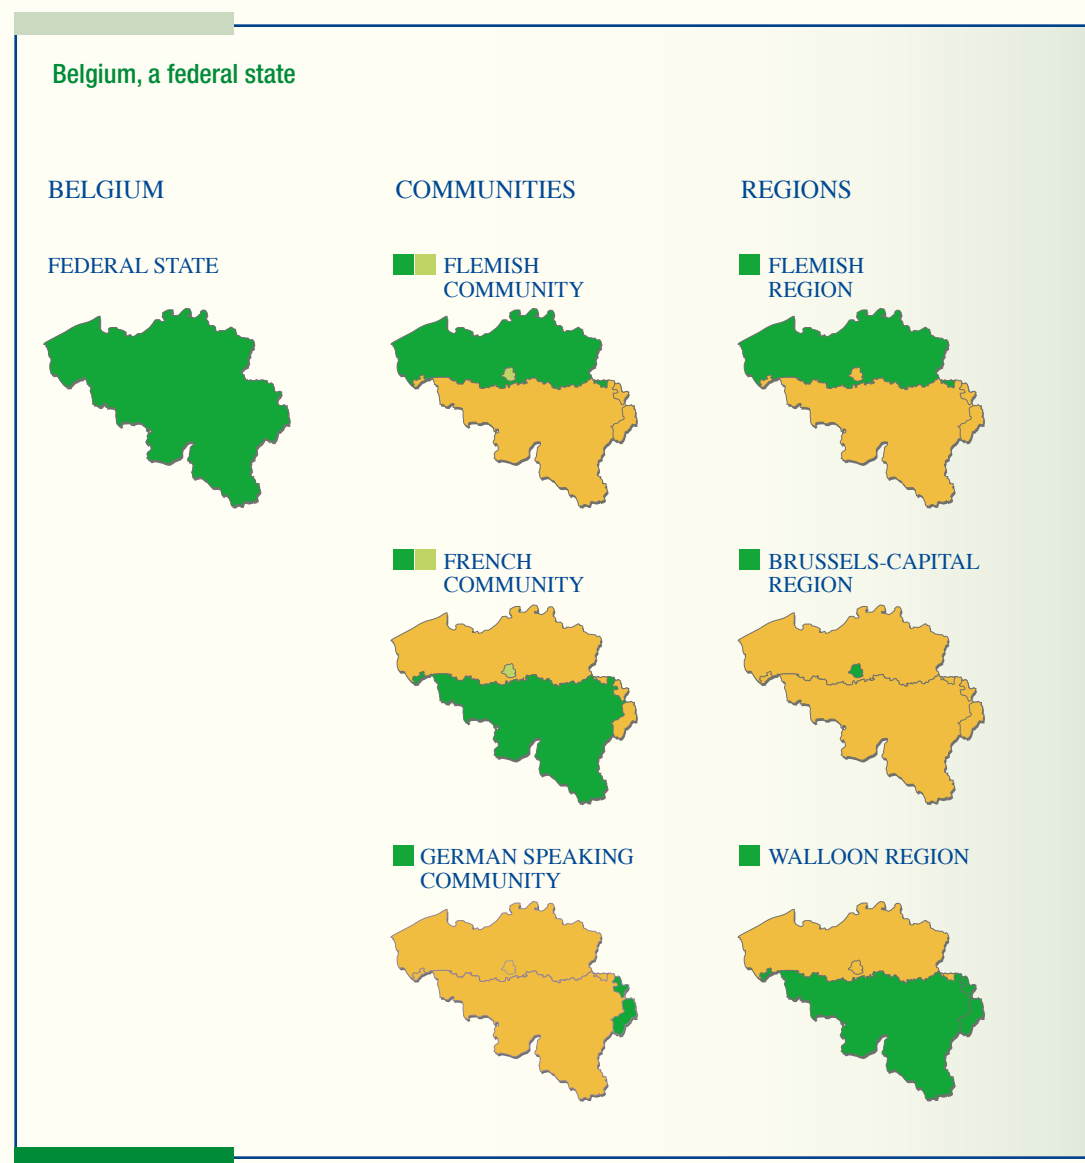 Belgium, a federal state
BELGIUM
COMMUNITIES
REGIONS
FEDERAL STATE
FLEMISH
COMMUNITY
FLEMISH
REGION
FRENCH
COMMUNITY
BRUSSELS-CAPITAL
REGION
GERMAN SPEAKING
COMMUNITY
WALLOON REGION